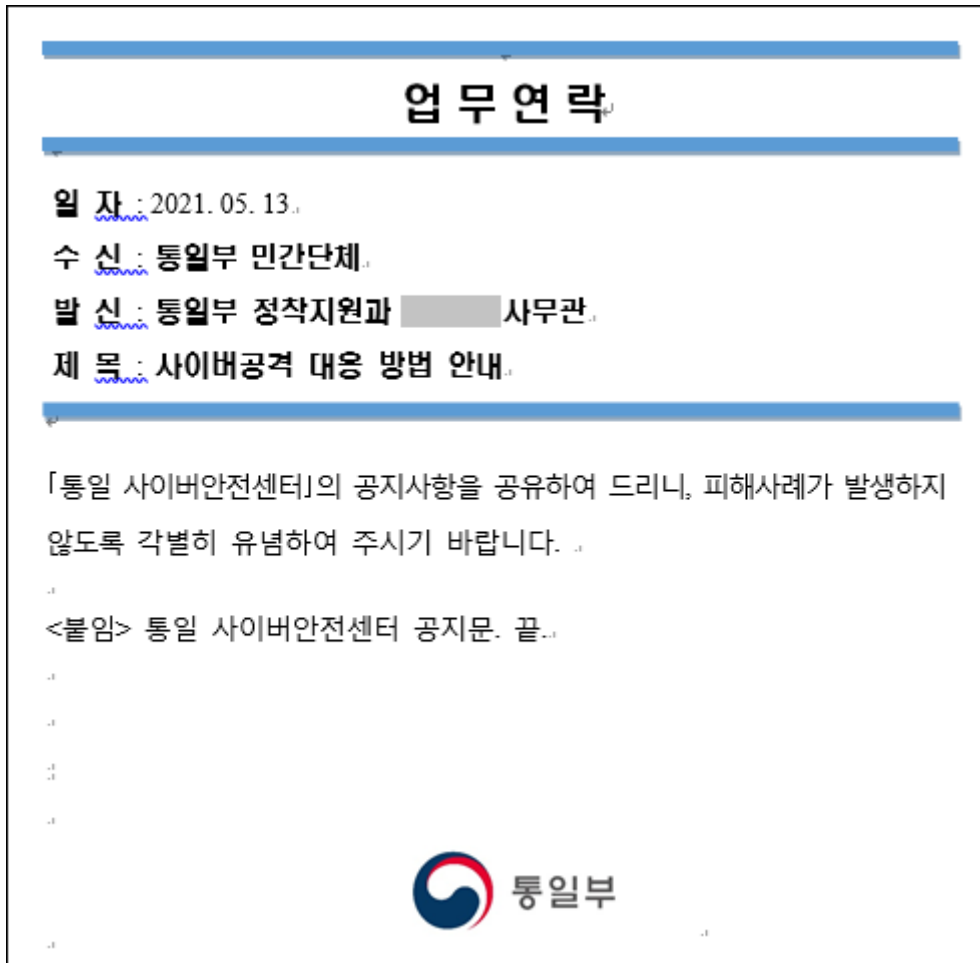 업 무 연 락
일 자 : 2021. 05. 13
수 신 : 통일부 민간단체
발 신 : 통일부 정착지원과 사무관
제 목 : 사이버공격 대응 방법 안내
「통일 사이버안전센터」의 공지사항을 공유하여 드리니, 피해사례가 발생하지
않도록 각별히 유념하여 주시기 바랍니다.
<붙임> 통일 사이버안전센터 공지문. 끝.
통일부